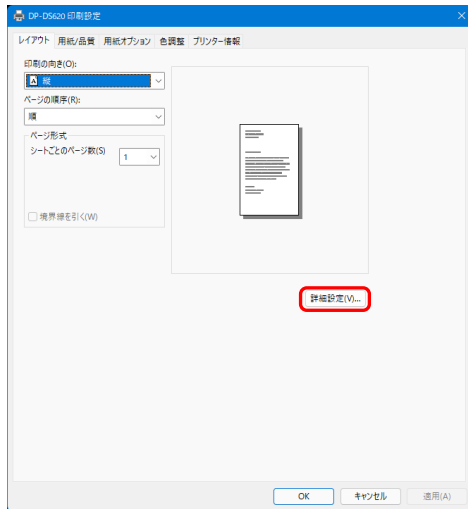 DP-DS620 印刷設定
レイアウト 用紙/品質 用紙オプション 色調整 プリンター情報
印刷の向き(O):
縦
ページの順序(R):
順
ページ形式
シートごとのページ数(S)
1
境界線を引く(W)
詳細設定(V)...
OK キャンセル 適用(A)